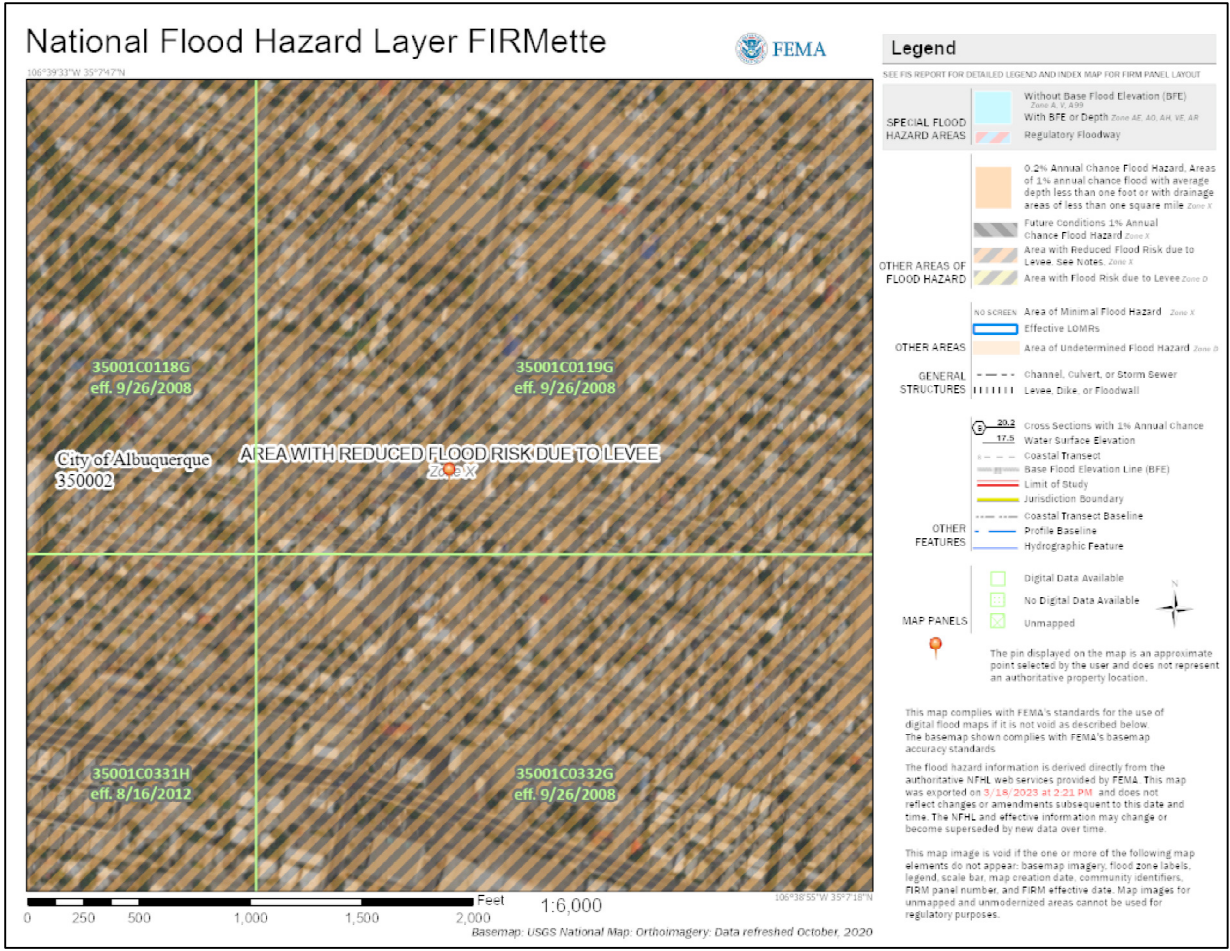 National Flood Hazard Layer FIRMette
FEMA
106°39'33"W 35°7'47"N
35001C0118G
eff. 9/26/2008
35001C0119G
eff. 9/26/2008
City of Albuquerque
350002
AREA WITH REDUCED FLOOD RISK DUE TO LEVEE
Zone X
35001C0331H
eff. 8/16/2012
35001C0332G
eff. 9/26/2008
106°38'55"W 35°7'18"N
Feet
1:6,000
0 250 500 1,000 1,500 2,000
Basemap: USGS National Map: Orthoimagery: Data refreshed October, 2020
Legend
SEE FIS REPORT FOR DETAILED LEGEND AND INDEX MAP FOR FIRM PANEL LAYOUT
SPECIAL FLOOD
HAZARD AREAS
Without Base Flood Elevation (BFE)
Zone A, V, A99
With BFE or Depth Zone AE, AO, AH, VE, AR
Regulatory Floodway
OTHER AREAS OF
FLOOD HAZARD
0.2% Annual Chance Flood Hazard, Areas
of 1% annual chance flood with average
depth less than one foot or with drainage
areas of less than one square mile Zone X
Future Conditions 1% Annual
Chance Flood Hazard Zone X
Area with Reduced Flood Risk due to
Levee. See Notes. Zone X
Area with Flood Risk due to Levee Zone D
OTHER AREAS
NO SCREEN Area of Minimal Flood Hazard Zone X
Effective LOMRs
Area of Undetermined Flood Hazard Zone D
GENERAL
STRUCTURES
Channel, Culvert, or Storm Sewer
Levee, Dike, or Floodwall
OTHER
FEATURES
20.2 Cross Sections with 1% Annual Chance
17.5 Water Surface Elevation
Coastal Transect
Base Flood Elevation Line (BFE)
Limit of Study
Jurisdiction Boundary
Coastal Transect Baseline
Profile Baseline
Hydrographic Feature
MAP PANELS
Digital Data Available
No Digital Data Available
Unmapped
N
The pin displayed on the map is an approximate
point selected by the user and does not represent
an authoritative property location.
This map complies with FEMA's standards for the use of
digital flood maps if it is not void as described below.
The basemap shown complies with FEMA's basemap
accuracy standards
The flood hazard information is derived directly from the
authoritative NFHL web services provided by FEMA. This map
was exported on 3/18/2023 at 2:21 PM and does not
reflect changes or amendments subsequent to this date and
time. The NFHL and effective information may change or
become superseded by new data over time.
This map image is void if the one or more of the following map
elements do not appear: basemap imagery, flood zone labels,
legend, scale bar, map creation date, community identifiers,
FIRM panel number, and FIRM effective date. Map images for
unmapped and unmodernized areas cannot be used for
regulatory purposes.